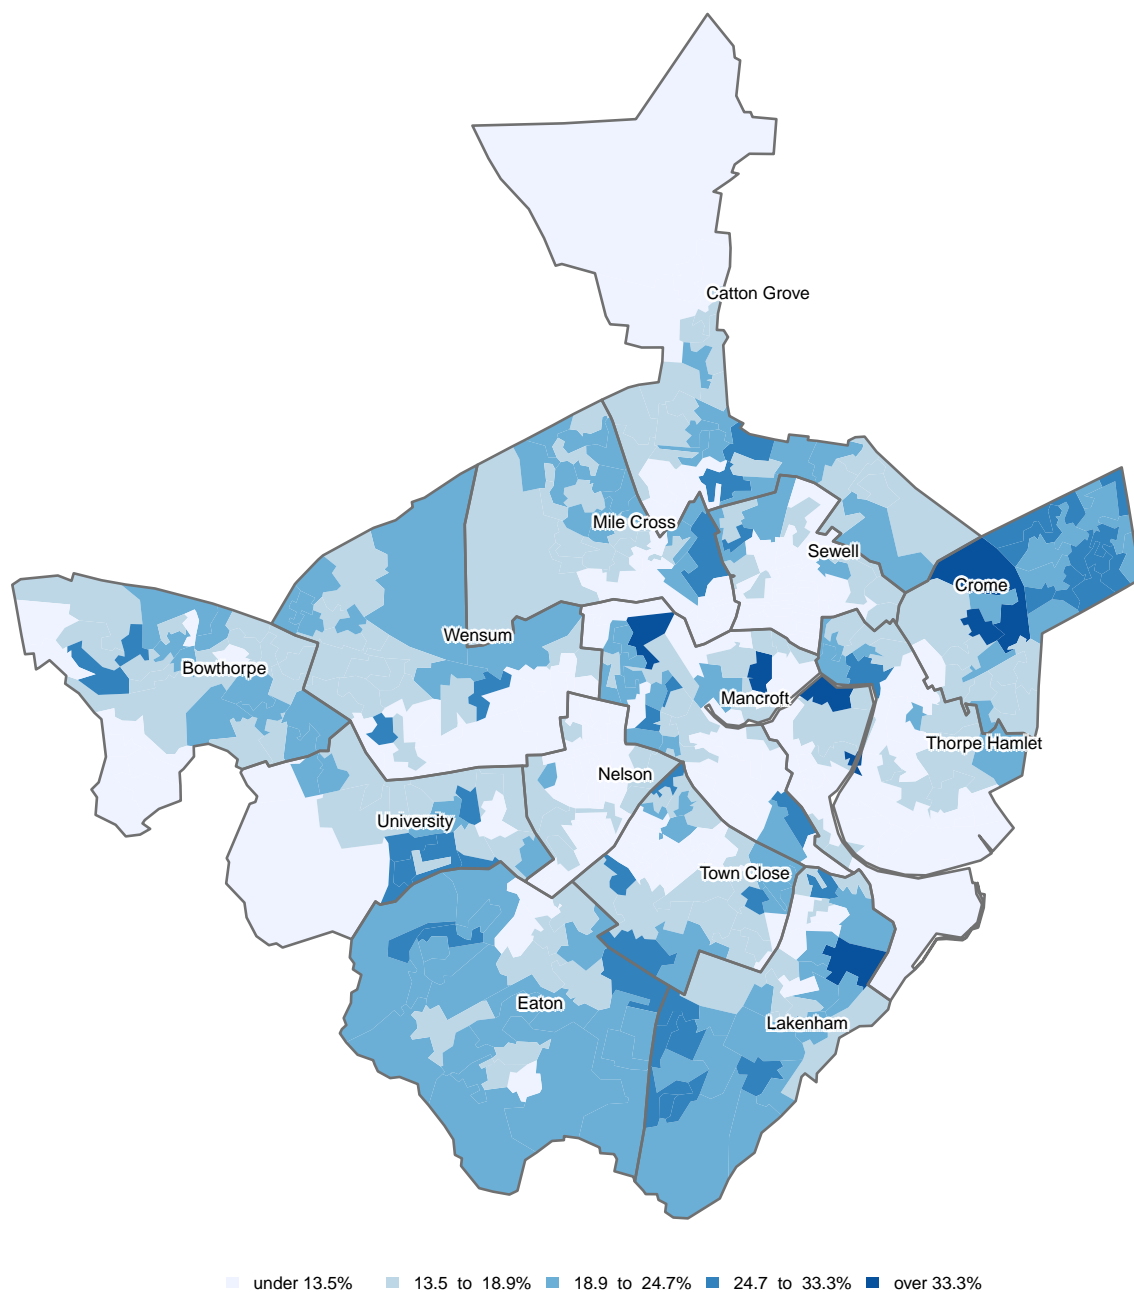 Catton Grove
Mile Cross
Sewell
Crome
Wensum
Bowthorpe
Mancroft
Thorpe Hamlet
Nelson
University
Town Close
Eaton
Lakenham
under 13.5% 13.5 to 18.9% 18.9 to 24.7% 24.7 to 33.3% over 33.3%